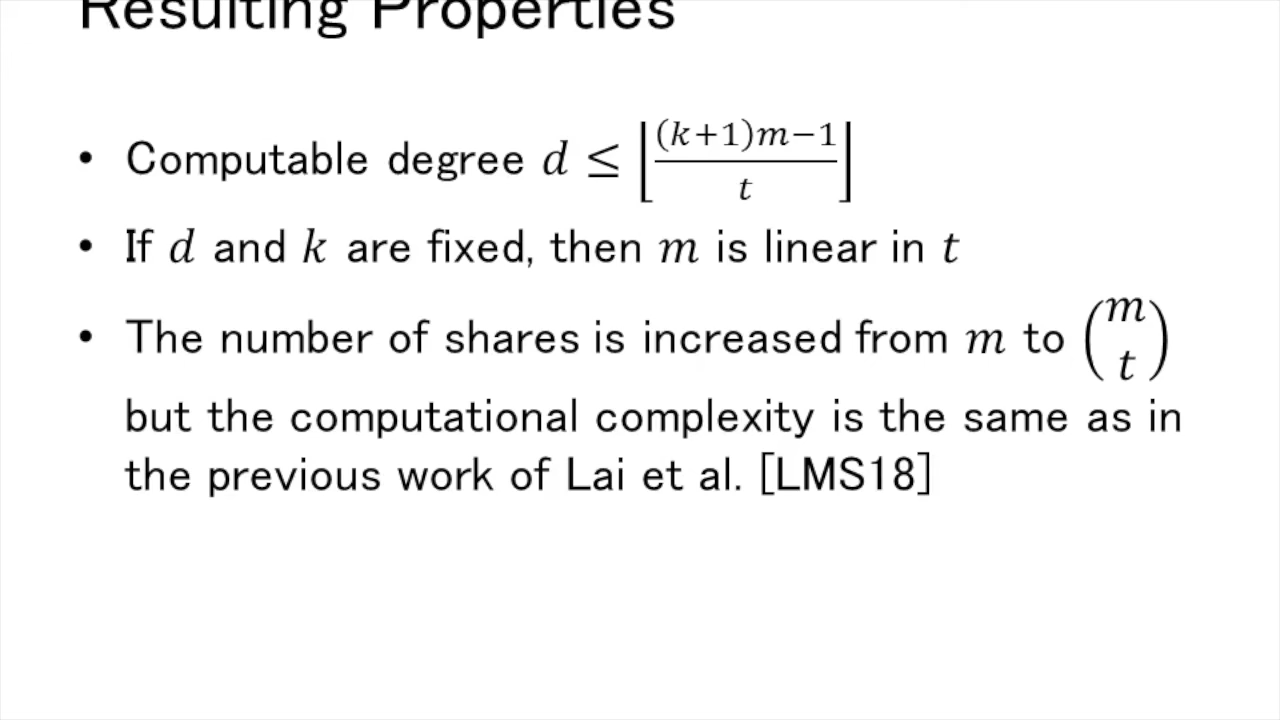 Resulting Properties
• Computable degree d ≤ ⌊((k+1)m−1)/t⌋
• If d and k are fixed, then m is linear in t
• The number of shares is increased from m to (m t)
but the computational complexity is the same as in
the previous work of Lai et al. [LMS18]